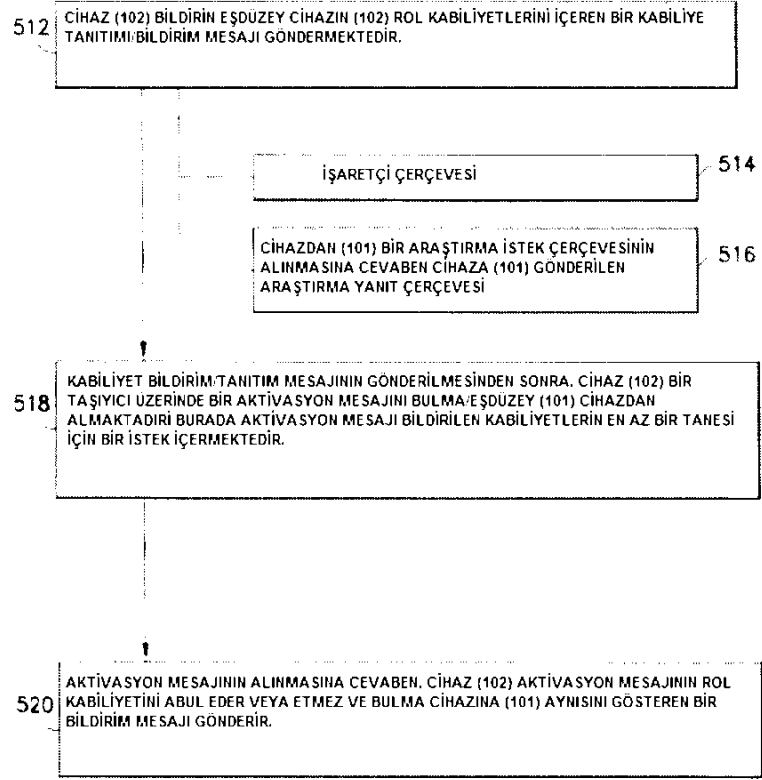 512
CİHAZ (102) BİLDİRİN EŞDÜZEY CİHAZIN (102) ROL KABİLİYETLERİNİ İÇEREN BİR KABİLİYE
TANITIMI/BİLDİRİM MESAJI GÖNDERMEKTEDİR.
İŞARETÇİ ÇERÇEVESİ
514
CİHAZDAN (101) BİR ARAŞTIRMA İSTEK ÇERÇEVESİNİN
ALINMASINA CEVABEN CİHAZA (101) GÖNDERİLEN
ARAŞTIRMA YANIT ÇERÇEVESİ
516
518
KABİLİYET BİLDİRİM/TANITIM MESAJININ GÖNDERİLMESİNDEN SONRA, CİHAZ (102) BİR
TAŞIYICI ÜZERİNDE BİR AKTİVASYON MESAJINI BULMA/EŞDÜZEY (101) CİHAZDAN
ALMAKTADIRİ BURADA AKTİVASYON MESAJI BİLDİRİLEN KABİLİYETLERİN EN AZ BİR TANESİ
İÇİN BİR İSTEK İÇERMEKTEDİR.
520
AKTİVASYON MESAJININ ALINMASINA CEVABEN, CİHAZ (102) AKTİVASYON MESAJININ ROL
KABİLİYETİNİ ABUL EDER VEYA ETMEZ VE BULMA CİHAZINA (101) AYNISINI GÖSTEREN BİR
BİLDİRİM MESAJI GÖNDERİR.